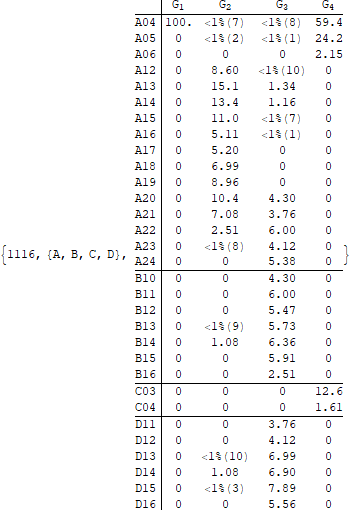 G1 G2 G3 G4
A04 100. <1%(7) <1%(8) 59.4
A05 0 <1%(2) <1%(1) 24.2
A06 0 0 0 2.15
A12 0 8.60 <1%(10) 0
A13 0 15.1 1.34 0
A14 0 13.4 1.16 0
A15 0 11.0 <1%(7) 0
A16 0 5.11 <1%(1) 0
A17 0 5.20 0 0
A18 0 6.99 0 0
A19 0 8.96 0 0
A20 0 10.4 4.30 0
A21 0 7.08 3.76 0
A22 0 2.51 6.00 0
{1116, {A, B, C, D}, A23 0 <1%(8) 4.12 0 }
A24 0 0 5.38 0
B10 0 0 4.30 0
B11 0 0 6.00 0
B12 0 0 5.47 0
B13 0 <1%(9) 5.73 0
B14 0 1.08 6.36 0
B15 0 0 5.91 0
B16 0 0 2.51 0
C03 0 0 0 12.6
C04 0 0 0 1.61
D11 0 0 3.76 0
D12 0 0 4.12 0
D13 0 <1%(10) 6.99 0
D14 0 1.08 6.90 0
D15 0 <1%(3) 7.89 0
D16 0 0 5.56 0